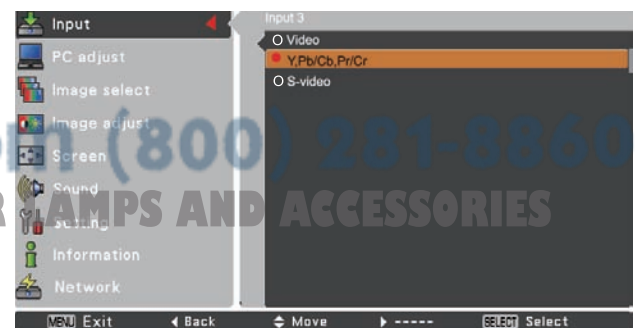 Input
PC adjust
Image select
Image adjust
Screen
Sound
Setting
Information
Network
Input 3
Video
Y,Pb/Cb,Pr/Cr
S-video
om (800) 281-8860
R LAMPS AND ACCESSORIES
MENU Exit
Back
Move
-----
SELECT Select